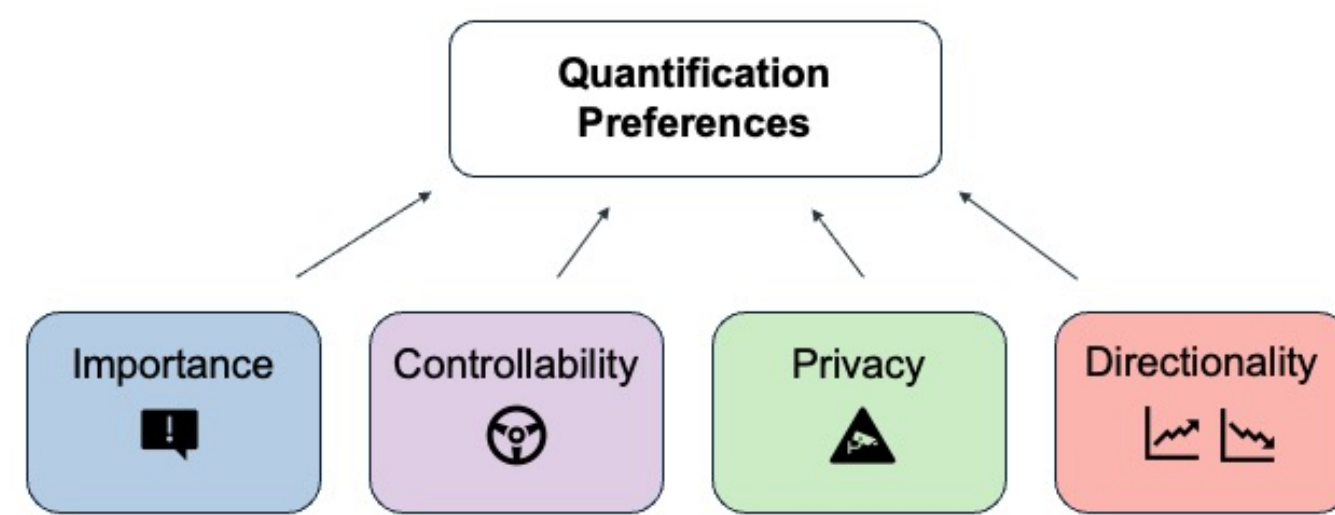 Quantification
Preferences
Importance
Controllability
Privacy
Directionality
!